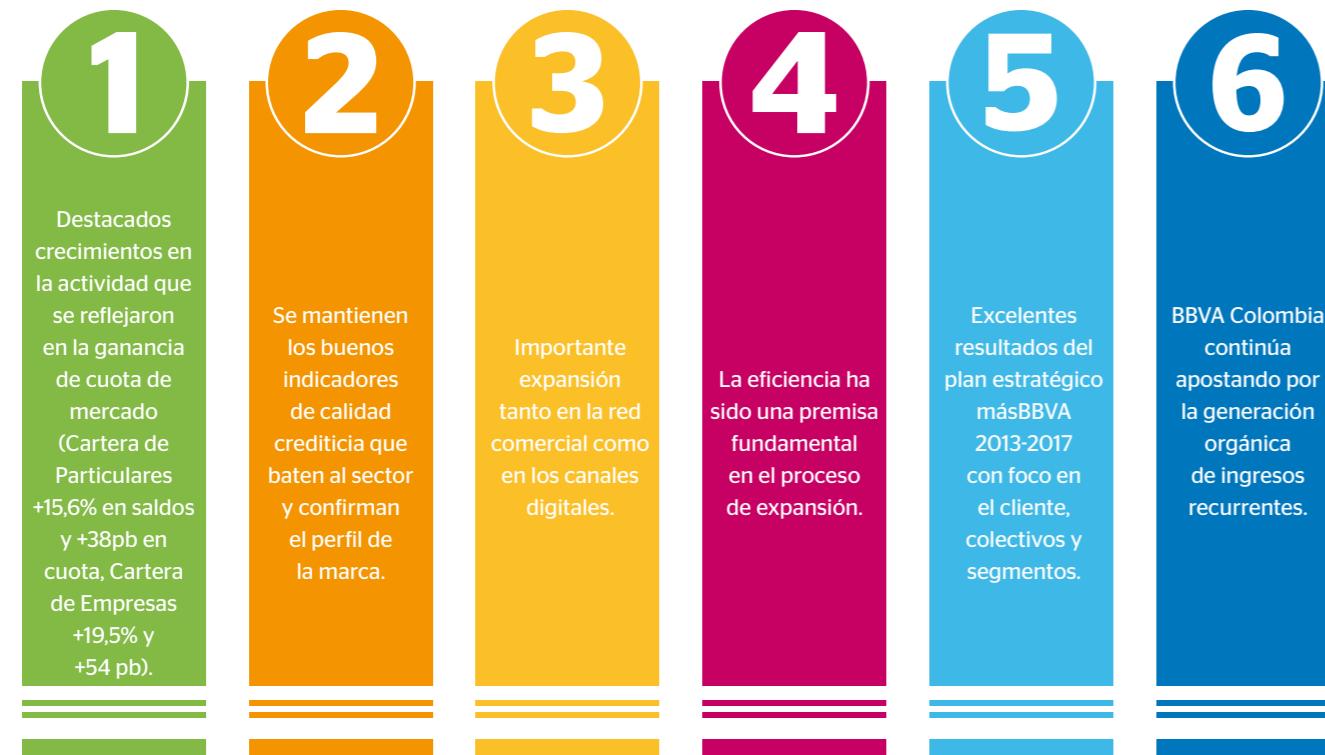 1
Destacados
crecimientos en
la actividad que
se reflejaron
en la ganancia
de cuota de
mercado
(Cartera de
Particulares
+15,6% en saldos
y +38pb en
cuota, Cartera
de Empresas
+19,5% y
+54 pb).
2
Se mantienen
los buenos
indicadores
de calidad
crediticia que
baten al sector
y confirman
el perfil de
la marca.
3
Importante
expansión
tanto en la red
comercial como
en los canales
digitales.
4
La eficiencia ha
sido una premisa
fundamental
en el proceso
de expansión.
5
Excelentes
resultados del
plan estratégico
másBBVA
2013-2017
con foco en
el cliente,
colectivos y
segmentos.
6
BBVA Colombia
continúa
apostando por
la generación
orgánica
de ingresos
recurrentes.